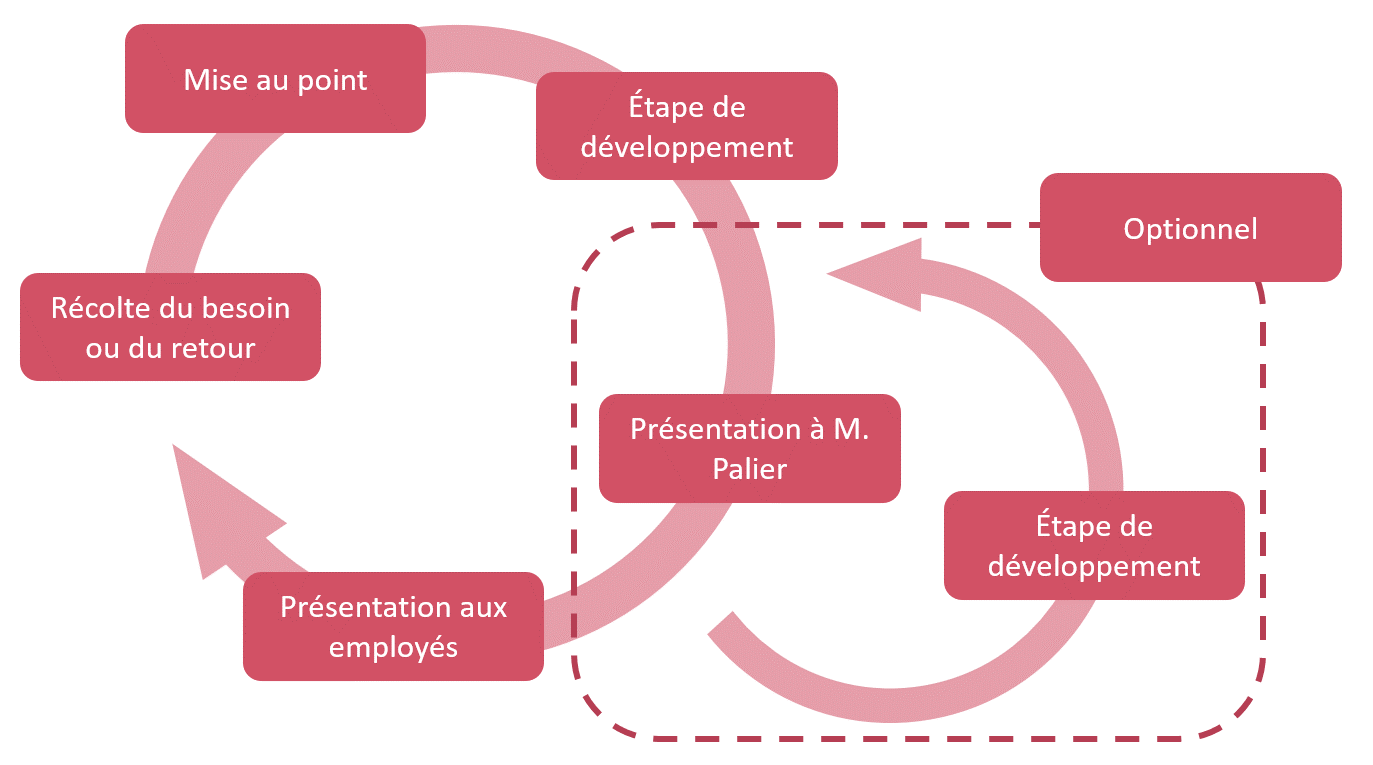 Mise au point
Étape de
développement
Optionnel
Récolte du besoin
ou du retour
Présentation à M.
Palier
Étape de
développement
Présentation aux
employés